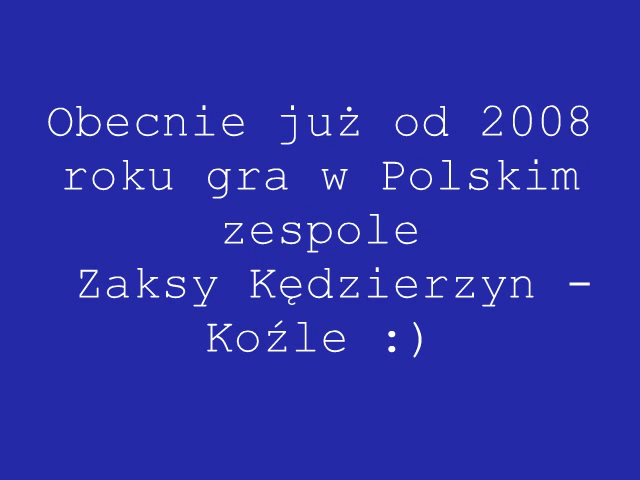 Obecnie już od 2008
roku gra w Polskim
zespole
Zaksy Kędzierzyn -
Koźle :)